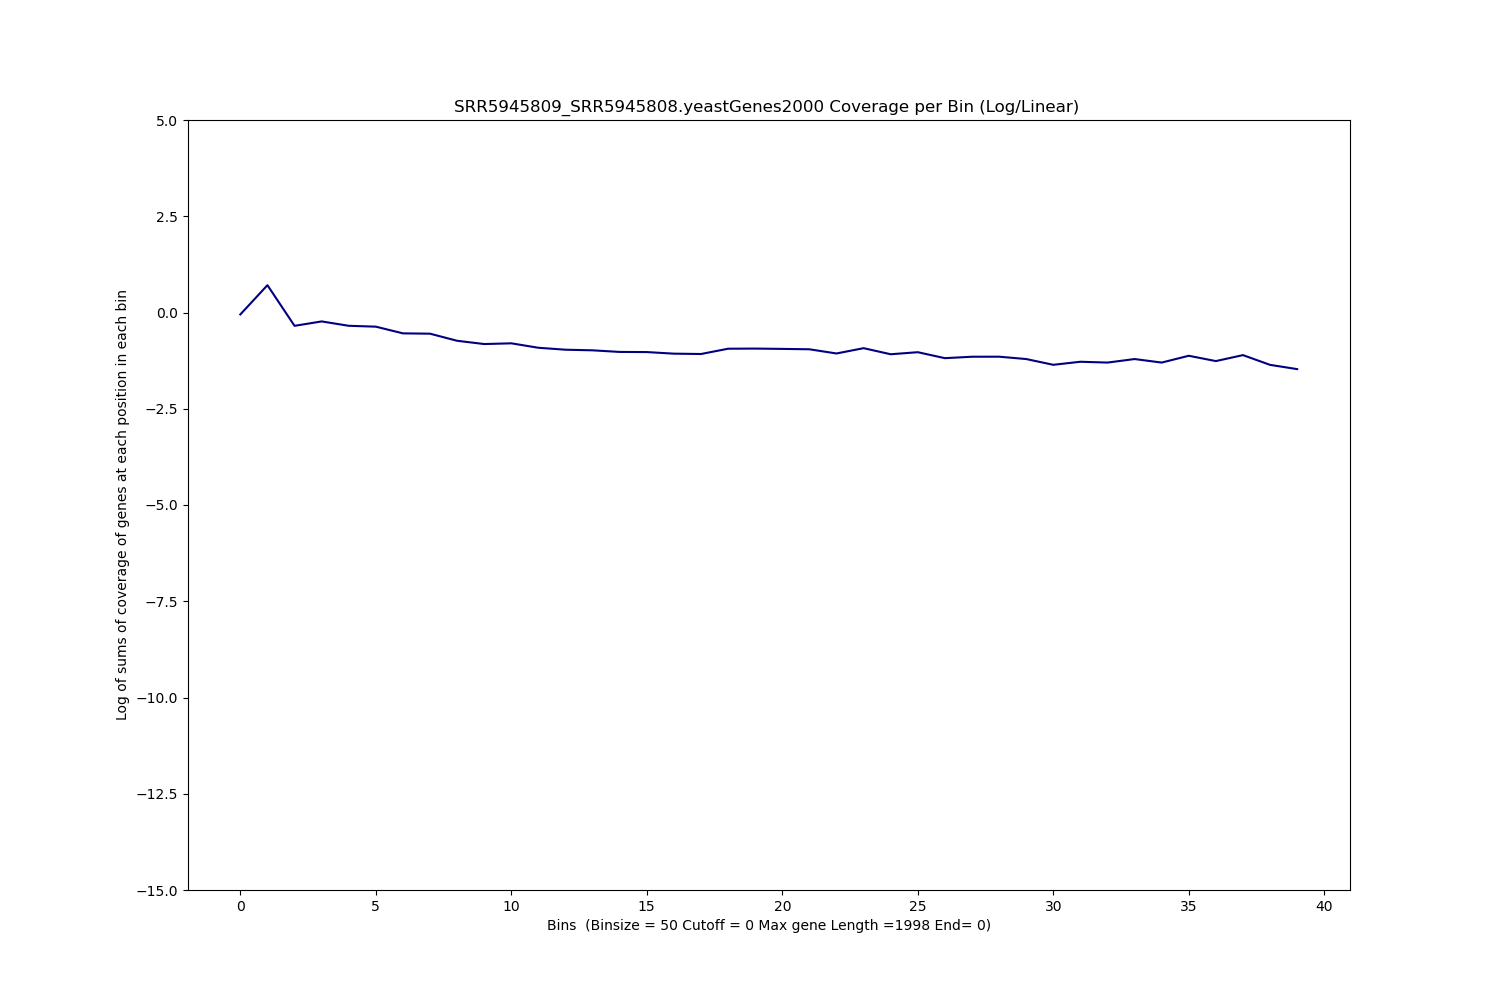 SRR5945809_SRR5945808.yeastGenes2000 Coverage per Bin (Log/Linear)
5.0
2.5
0.0
−2.5
−5.0
−7.5
−10.0
−12.5
−15.0
Log of sums of coverage of genes at each position in each bin
0 5 10 15 20 25 30 35 40
Bins  (Binsize = 50 Cutoff = 0 Max gene Length =1998 End= 0)